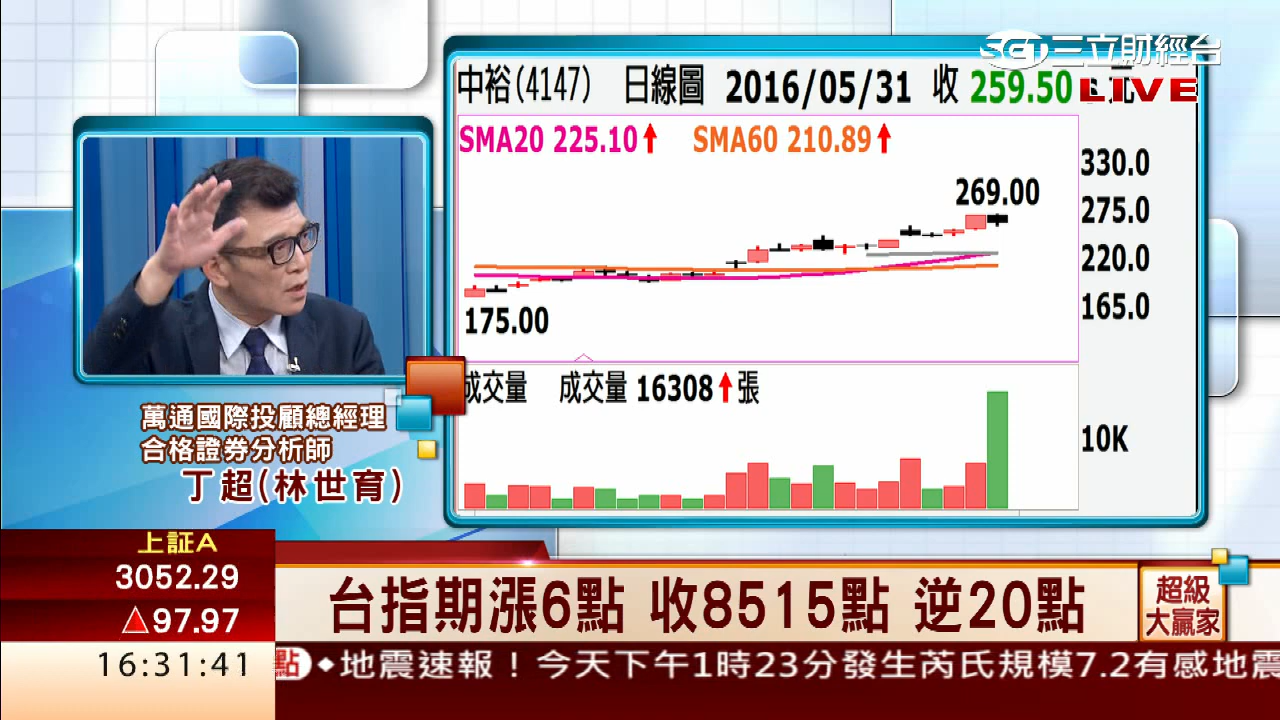 SET 三立財經台
LIVE
中裕(4147) 日線圖 2016/05/31 收 259.50 元
SMA20 225.10↑ SMA60 210.89↑
330.0
269.00
275.0
220.0
165.0
175.00
成交量 成交量 16308↑張
10K
萬通國際投顧總經理
合格證券分析師
丁超(林世育)
上証A
3052.29
△97.97
16:31:41
台指期漲6點 收8515點 逆20點
超級
大贏家
點 ◆地震速報!今天下午1時23分發生芮氏規模7.2有感地震